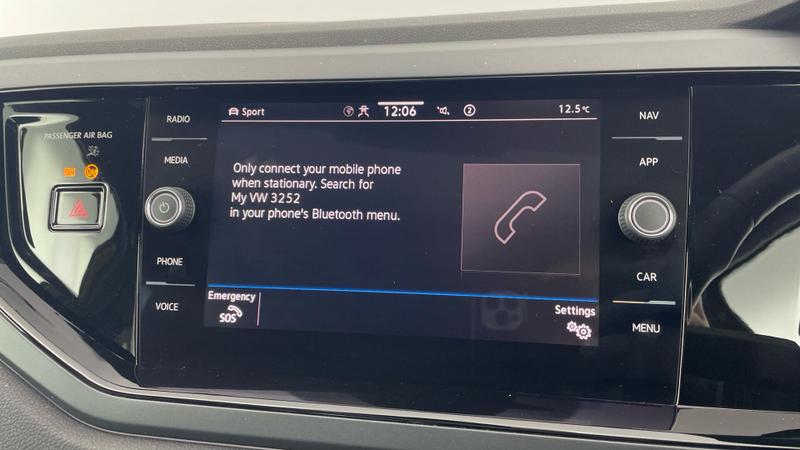 PASSENGER AIR BAG
RADIO
MEDIA
PHONE
VOICE
Sport
12:06
2
12.5°C
Only connect your mobile phone
when stationary. Search for
My VW 3252
in your phone's Bluetooth menu.
Emergency
SOS
Settings
NAV
APP
CAR
MENU